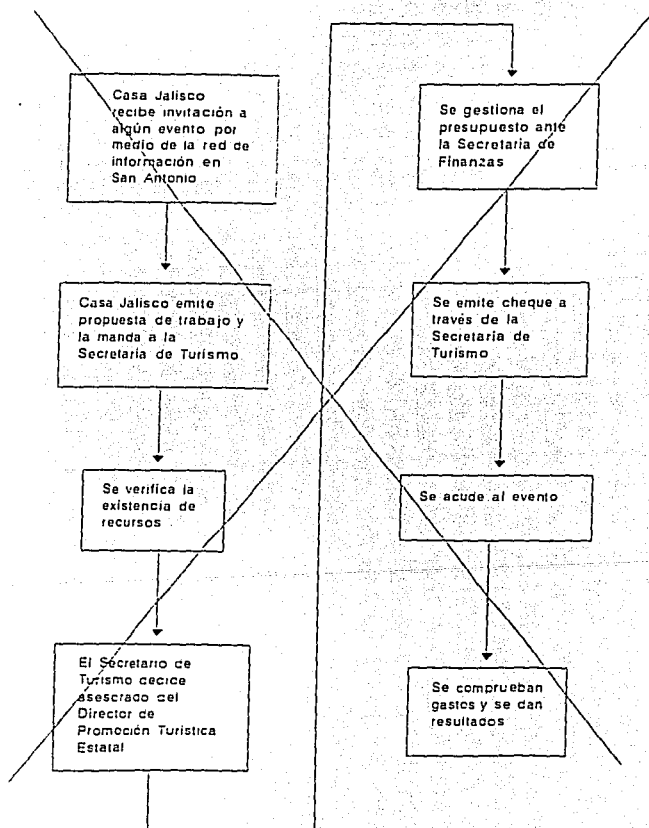 Casa Jalisco
recibe invitación a
algún evento por
medio de la red de
información en
San Antonio
Casa Jalisco emite
propuesta de trabajo y
la manda a la
Secretaría de Turismo
Se verifica la
existencia de
recursos
El Secretario de
Turismo decide
asesorado del
Director de
Promoción Turística
Estatal
Se gestiona el
presupuesto ante
la Secretaría de
Finanzas
Se emite cheque a
través de la
Secretaría de
Turismo
Se acude al evento
Se comprueban
gastos y se dan
resultados